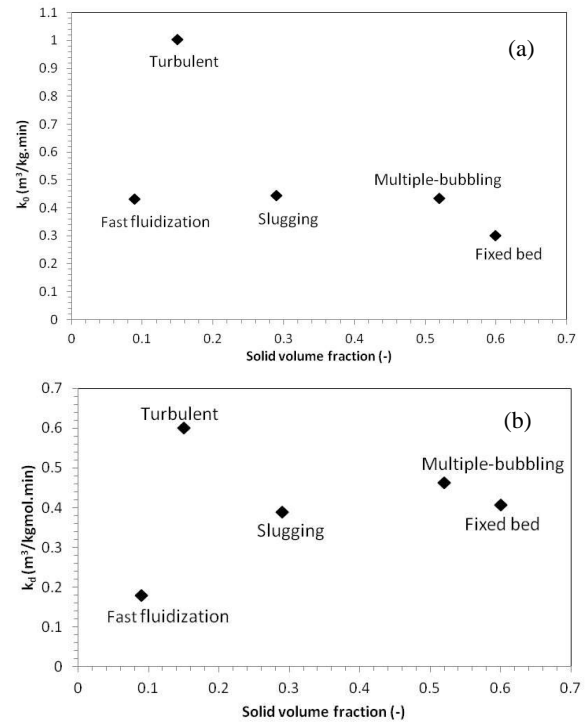 1.1
(a)
1
Turbulent
0.9
0.8
0.7
0.6
0.5
Multiple-bubbling
0.4
Fast fluidization
Slugging
0.3
Fixed bed
0.2
0.1
0
k0 (m³/kg.min)
0 0.1 0.2 0.3 0.4 0.5 0.6 0.7
Solid volume fraction (-)
0.7
(b)
Turbulent
0.6
0.5
Multiple-bubbling
0.4
Slugging
Fixed bed
0.3
0.2
Fast fluidization
0.1
0
kd (m³/kgmol.min)
0 0.1 0.2 0.3 0.4 0.5 0.6 0.7
Solid volume fraction (-)